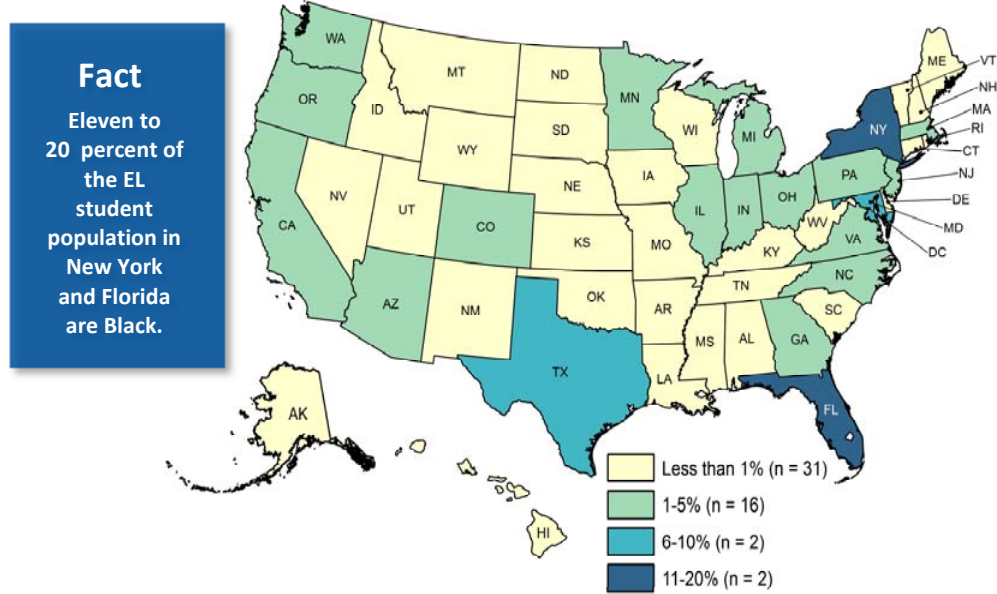 Fact
Eleven to
20 percent of
the EL
student
population in
New York
and Florida
are Black.
WA
OR
CA
NV
ID
MT
WY
UT
AZ
CO
NM
ND
SD
NE
KS
OK
TX
MN
IA
MO
AR
LA
WI
IL
MI
IN
OH
KY
TN
MS
AL
GA
FL
SC
NC
VA
WV
PA
NY
ME
VT
NH
MA
RI
CT
NJ
DE
MD
DC
AK
HI
Less than 1% (n = 31)
1-5% (n = 16)
6-10% (n = 2)
11-20% (n = 2)